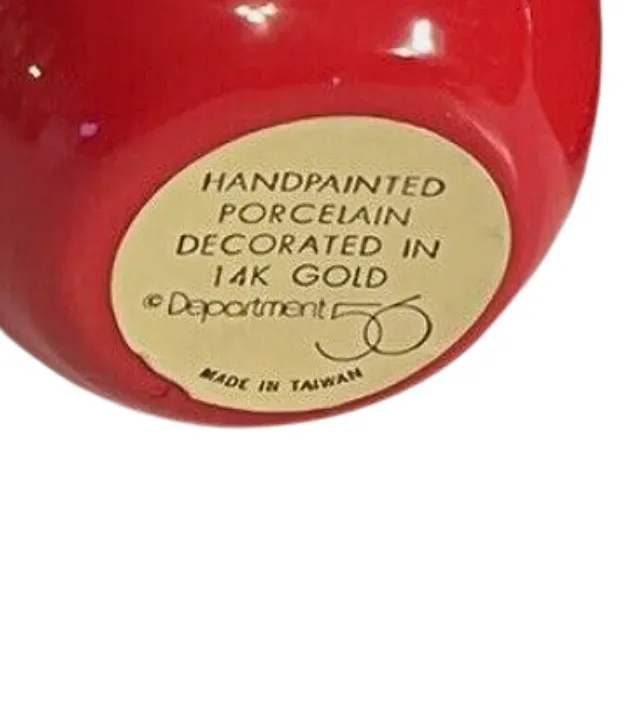 HANDPAINTED
PORCELAIN
DECORATED IN
14K GOLD
© Department 56
MADE IN TAIWAN